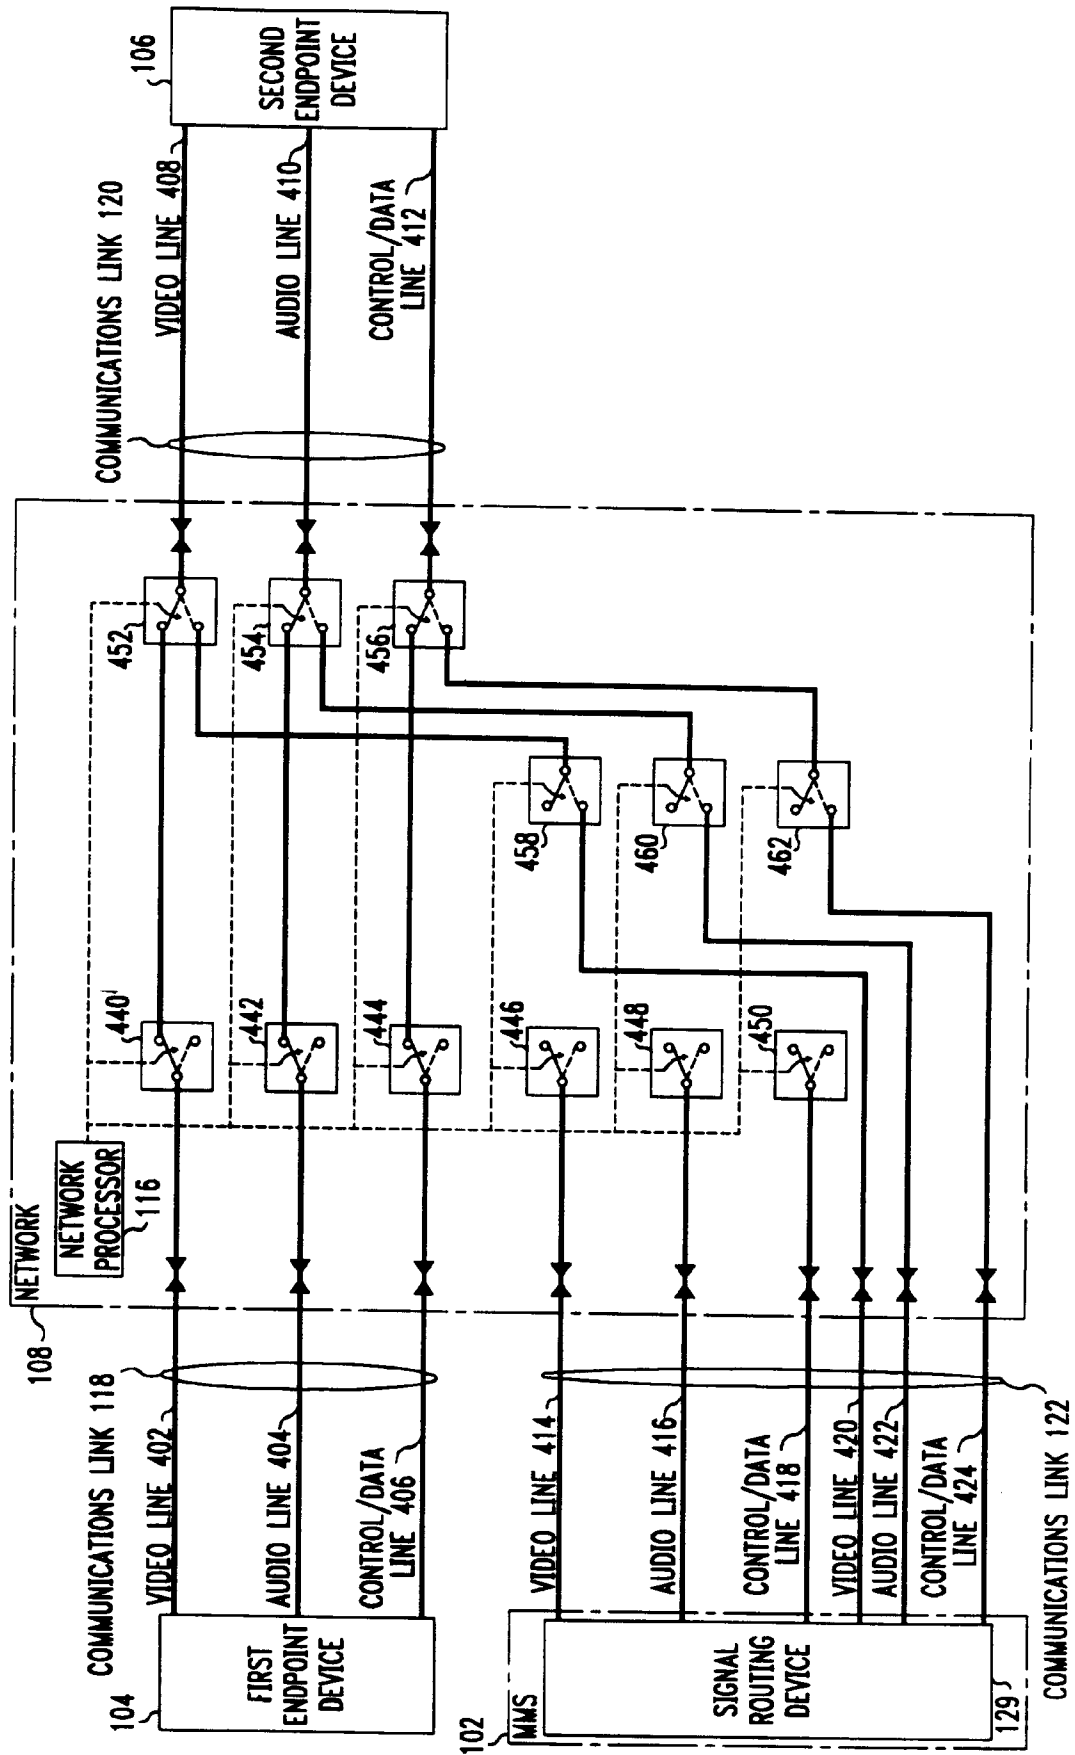 106
SECOND
ENDPOINT
DEVICE
COMMUNICATIONS LINK 120
VIDEO LINE 408
AUDIO LINE 410
CONTROL/DATA
LINE 412
452
454
456
458
460
462
440
442
444
446
448
450
NETWORK
NETWORK
PROCESSOR
116
108
COMMUNICATIONS LINK 118
VIDEO LINE 402
AUDIO LINE 404
CONTROL/DATA
LINE 406
VIDEO LINE 414
AUDIO LINE 416
CONTROL/DATA
LINE 418
VIDEO LINE 420
AUDIO LINE 422
CONTROL/DATA
LINE 424
COMMUNICATIONS LINK 122
104
FIRST
ENDPOINT
DEVICE
102
MMS
SIGNAL
ROUTING
DEVICE
129